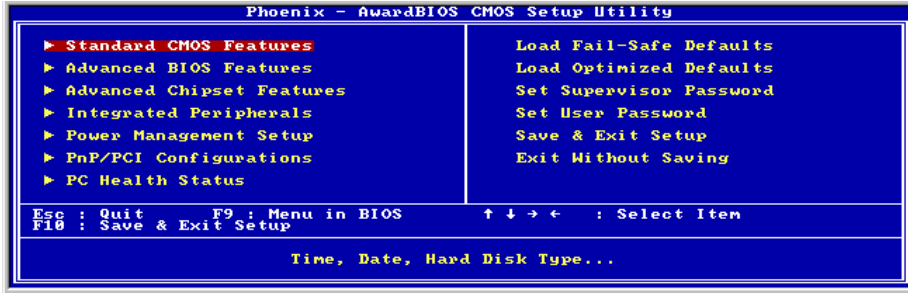 Phoenix - AwardBIOS CMOS Setup Utility
► Standard CMOS Features
► Advanced BIOS Features
► Advanced Chipset Features
► Integrated Peripherals
► Power Management Setup
► PnP/PCI Configurations
► PC Health Status
Load Fail-Safe Defaults
Load Optimized Defaults
Set Supervisor Password
Set User Password
Save & Exit Setup
Exit Without Saving
Esc : Quit F9 : Menu in BIOS ↑ ↓ → ← : Select Item
F10 : Save & Exit Setup
Time, Date, Hard Disk Type...